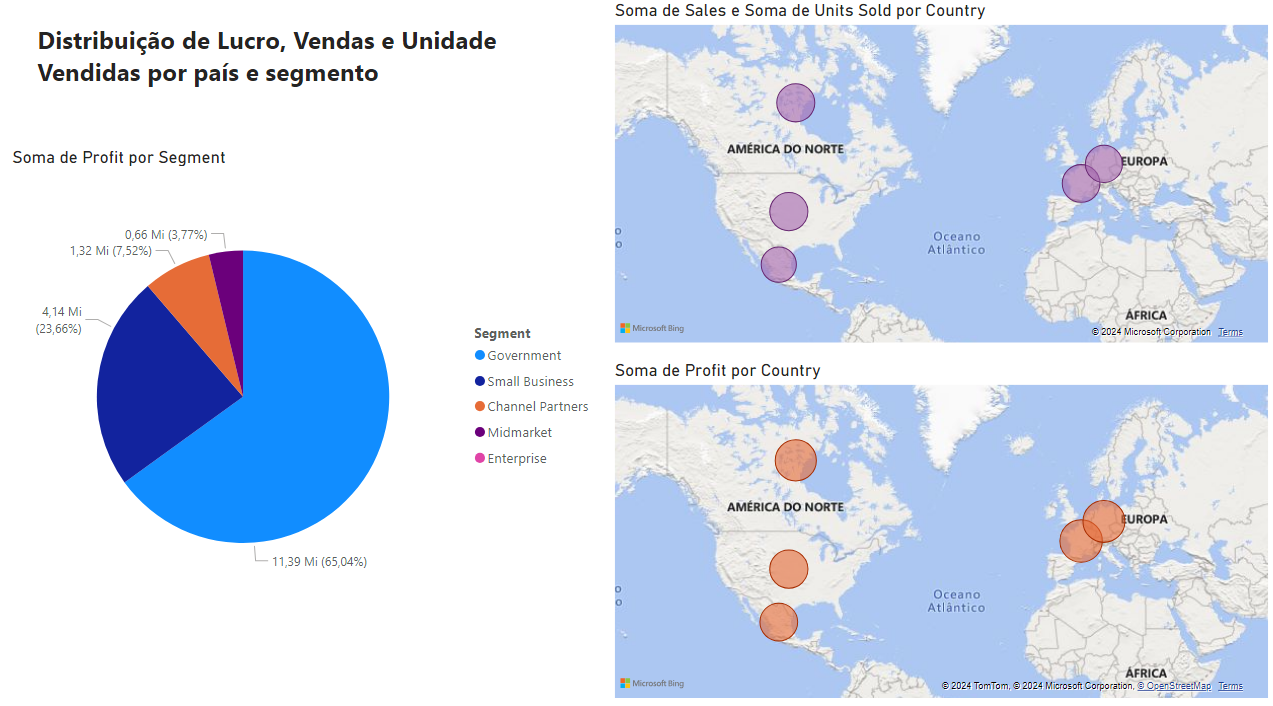 Distribuição de Lucro, Vendas e Unidade
Vendidas por país e segmento
Soma de Profit por Segment
0,66 Mi (3,77%)
1,32 Mi (7,52%)
4,14 Mi
(23,66%)
11,39 Mi (65,04%)
Segment
Government
Small Business
Channel Partners
Midmarket
Enterprise
Soma de Sales e Soma de Units Sold por Country
AMÉRICA DO NORTE
EUROPA
o
o
Oceano
Atlântico
ÁFRICA
Microsoft Bing
© 2024 Microsoft Corporation Terms
Soma de Profit por Country
AMÉRICA DO NORTE
EUROPA
o
o
Oceano
Atlântico
ÁFRICA
Microsoft Bing
© 2024 TomTom, © 2024 Microsoft Corporation, © OpenStreetMap Terms